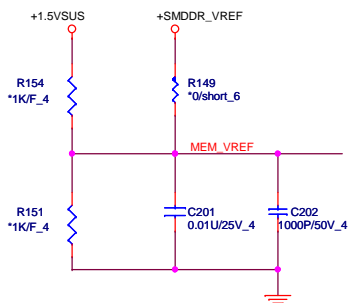 +1.5VSUS
+SMDDR_VREF
R154
*1K/F_4
R149
*0/short_6
MEM_VREF
R151
*1K/F_4
C201
0.01U/25V_4
C202
1000P/50V_4